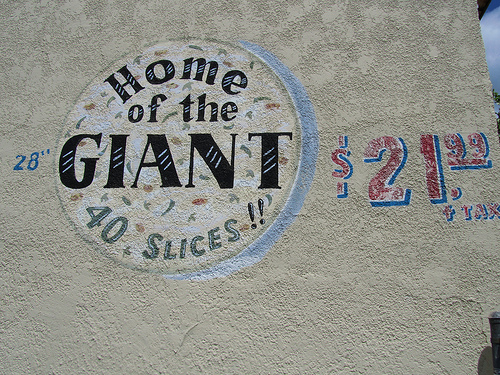 Home
of the
GIANT
40 SLICES!!
28"
$21.99
+ TAX